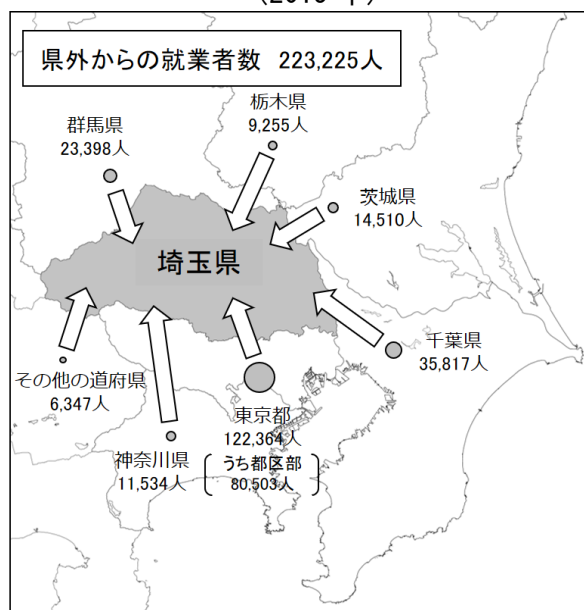 県外からの就業者数 223,225人
栃木県
9,255人
群馬県
23,398人
茨城県
14,510人
埼玉県
千葉県
35,817人
その他の道府県
6,347人
東京都
122,364人
うち都区部
80,503人
神奈川県
11,534人